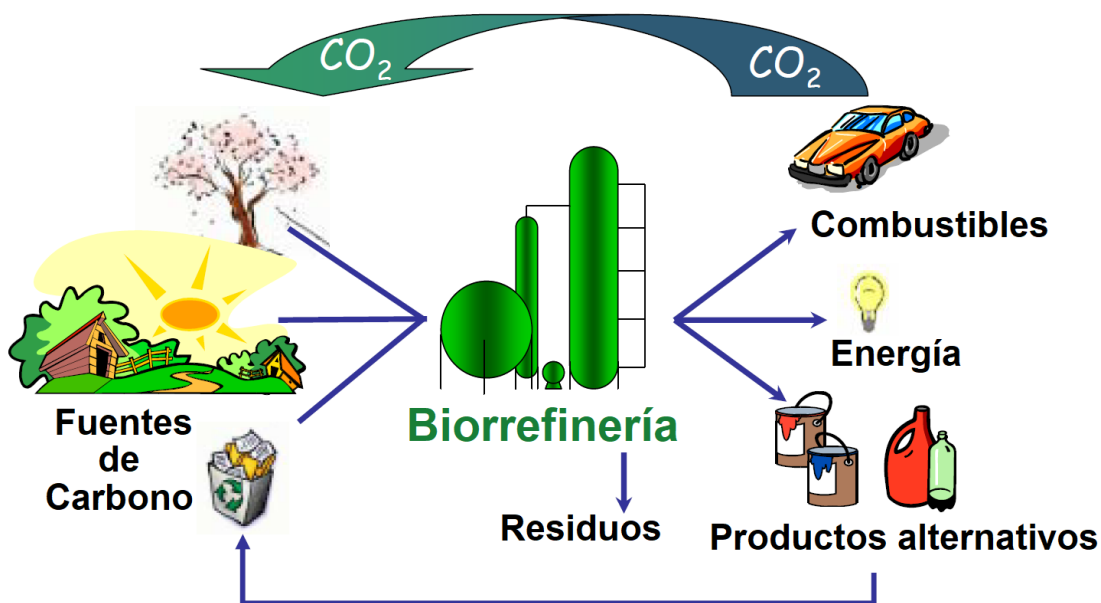 CO2
CO2
Combustibles
Energía
Fuentes
de
Carbono
Biorrefinería
Residuos
Productos alternativos